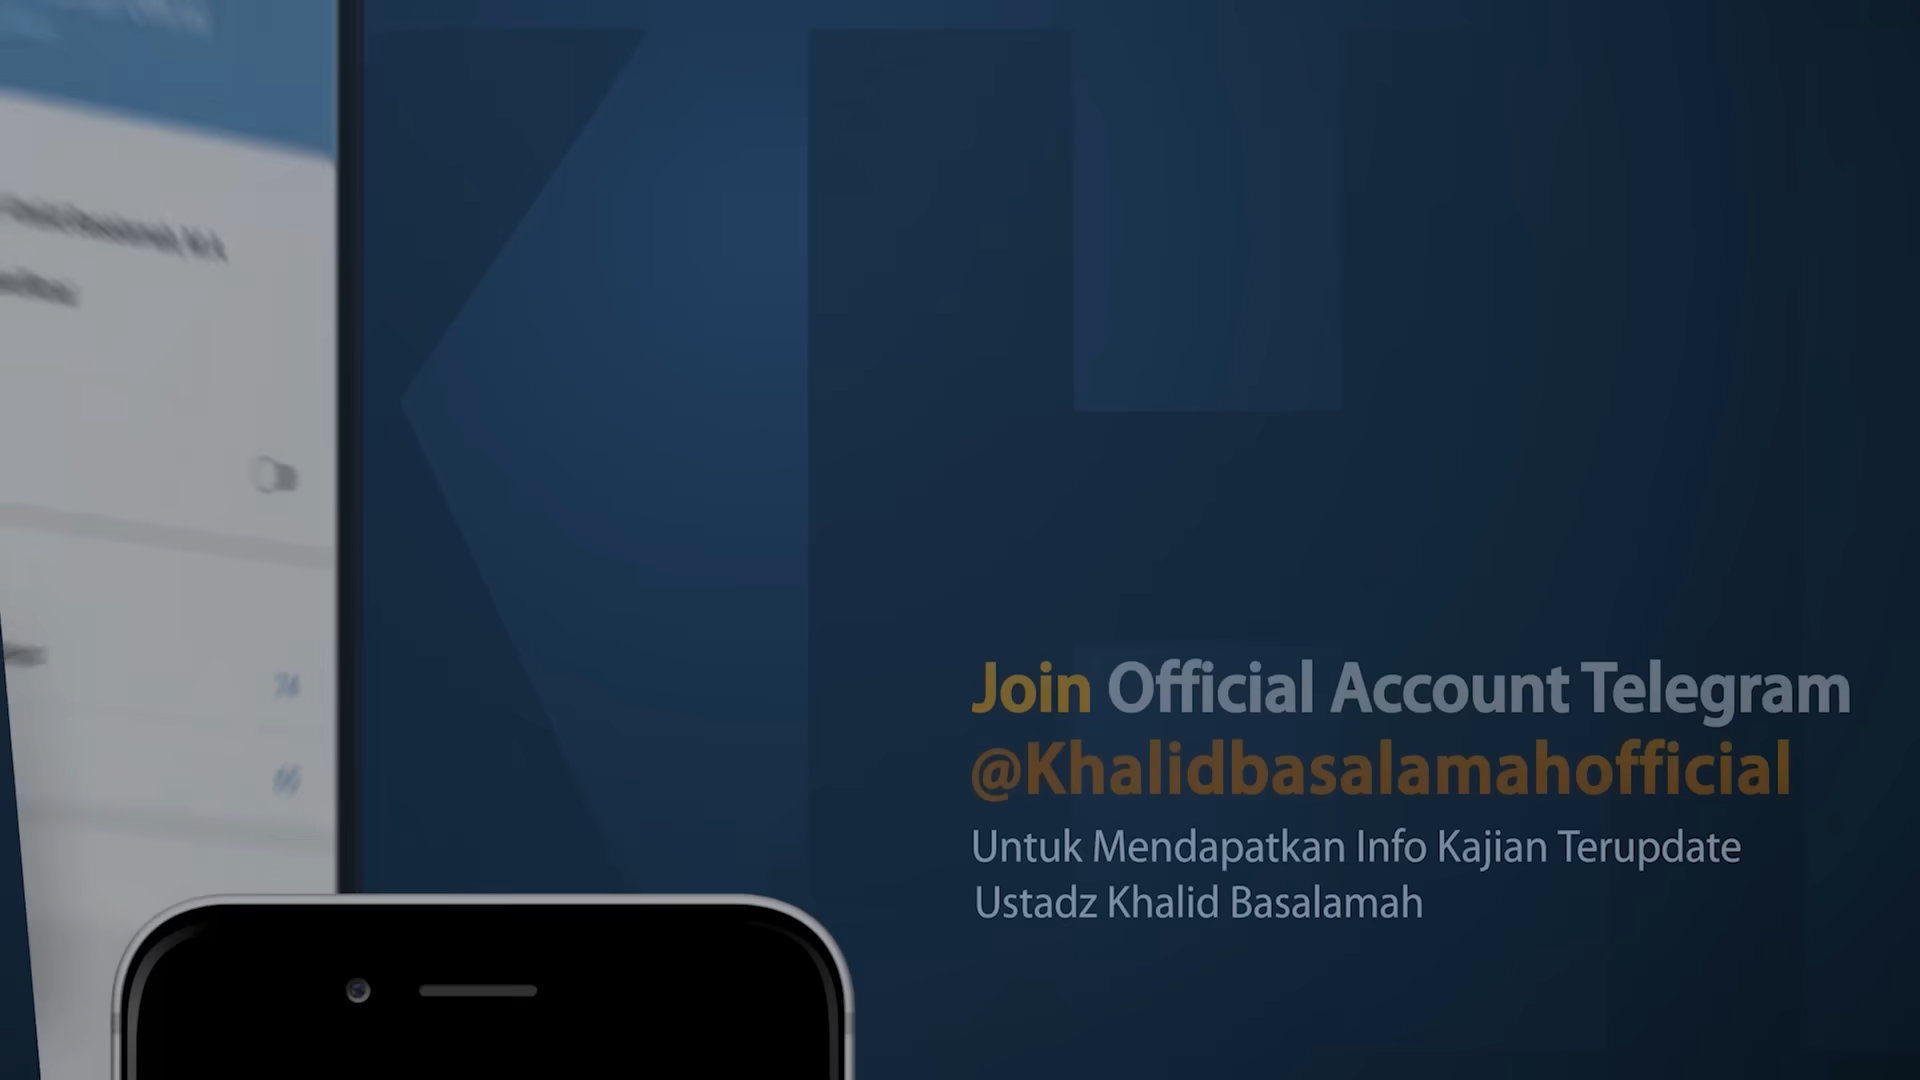 Join Official Account Telegram
@Khalidbasalamahofficial
Untuk Mendapatkan Info Kajian Terupdate
Ustadz Khalid Basalamah